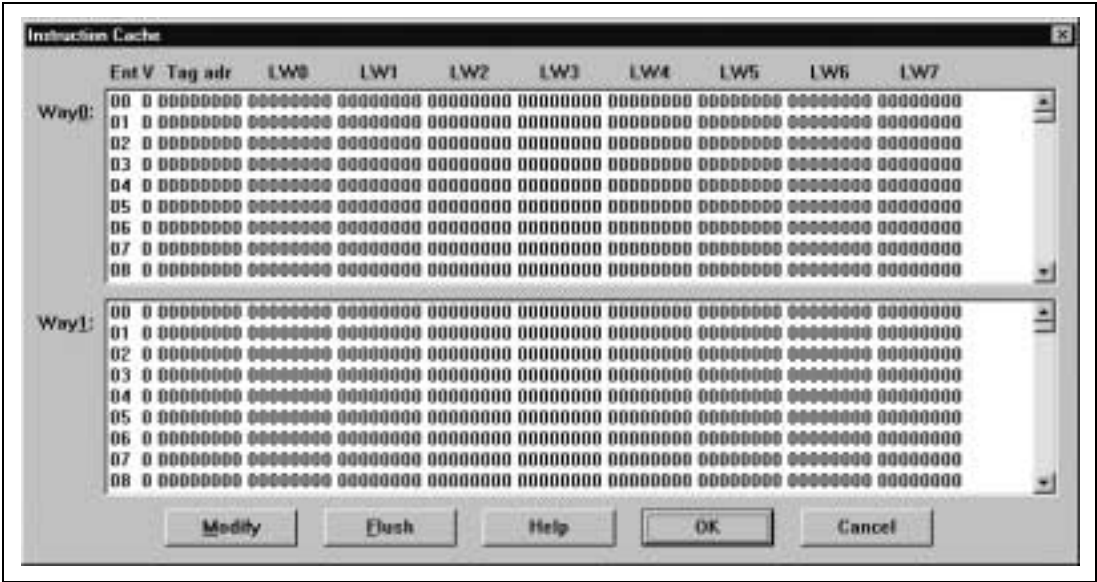 Instruction Cache
Ent V Tag adr LW0 LW1 LW2 LW3 LW4 LW5 LW6 LW7
Way0:
00 0 00000000 00000000 00000000 00000000 00000000 00000000 00000000 00000000 00000000
01 0 00000000 00000000 00000000 00000000 00000000 00000000 00000000 00000000 00000000
02 0 00000000 00000000 00000000 00000000 00000000 00000000 00000000 00000000 00000000
03 0 00000000 00000000 00000000 00000000 00000000 00000000 00000000 00000000 00000000
04 0 00000000 00000000 00000000 00000000 00000000 00000000 00000000 00000000 00000000
05 0 00000000 00000000 00000000 00000000 00000000 00000000 00000000 00000000 00000000
06 0 00000000 00000000 00000000 00000000 00000000 00000000 00000000 00000000 00000000
07 0 00000000 00000000 00000000 00000000 00000000 00000000 00000000 00000000 00000000
08 0 00000000 00000000 00000000 00000000 00000000 00000000 00000000 00000000 00000000
Way1:
00 0 00000000 00000000 00000000 00000000 00000000 00000000 00000000 00000000 00000000
01 0 00000000 00000000 00000000 00000000 00000000 00000000 00000000 00000000 00000000
02 0 00000000 00000000 00000000 00000000 00000000 00000000 00000000 00000000 00000000
03 0 00000000 00000000 00000000 00000000 00000000 00000000 00000000 00000000 00000000
04 0 00000000 00000000 00000000 00000000 00000000 00000000 00000000 00000000 00000000
05 0 00000000 00000000 00000000 00000000 00000000 00000000 00000000 00000000 00000000
06 0 00000000 00000000 00000000 00000000 00000000 00000000 00000000 00000000 00000000
07 0 00000000 00000000 00000000 00000000 00000000 00000000 00000000 00000000 00000000
08 0 00000000 00000000 00000000 00000000 00000000 00000000 00000000 00000000 00000000
Modify Flush Help OK Cancel